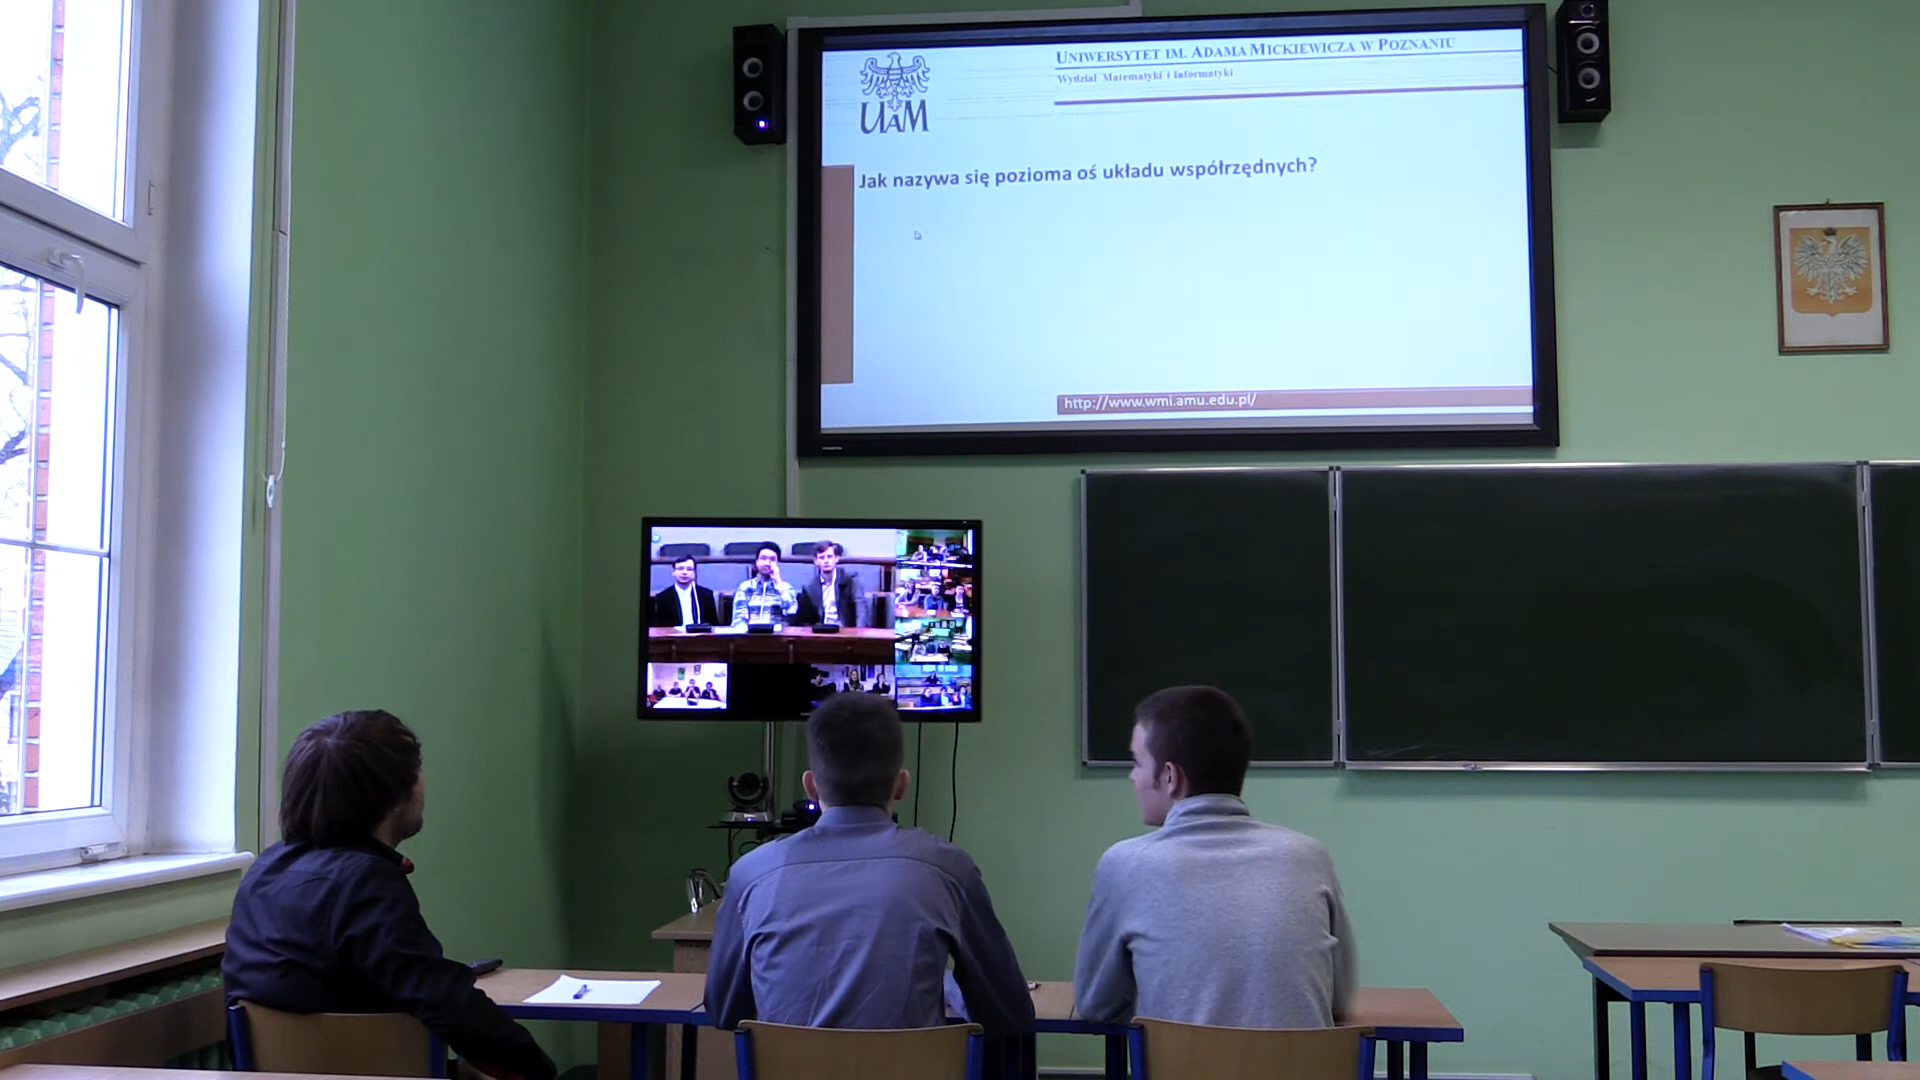 UNIWERSYTET IM. ADAMA MICKIEWICZA W POZNANIU
Wydział Matematyki i Informatyki
UAM
Jak nazywa się pozioma oś układu współrzędnych?
http://www.wmi.amu.edu.pl/